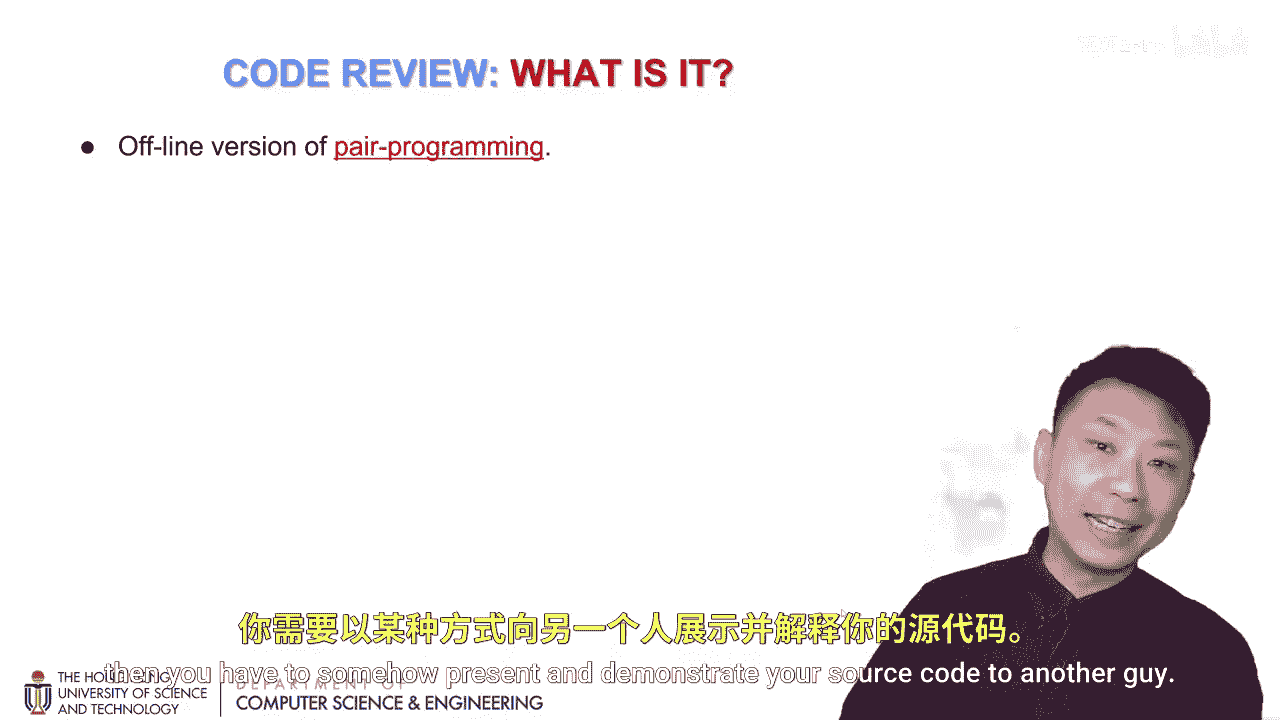 CODE REVIEW: WHAT IS IT?
● Off-line version of pair-programming.
你需要以某种方式向另一个人展示并解释你的源代码。
then you have to somehow present and demonstrate your source code to another guy.
THE HONG KONG
UNIVERSITY OF SCIENCE
AND TECHNOLOGY
DEPARTMENT OF
COMPUTER SCIENCE & ENGINEERING